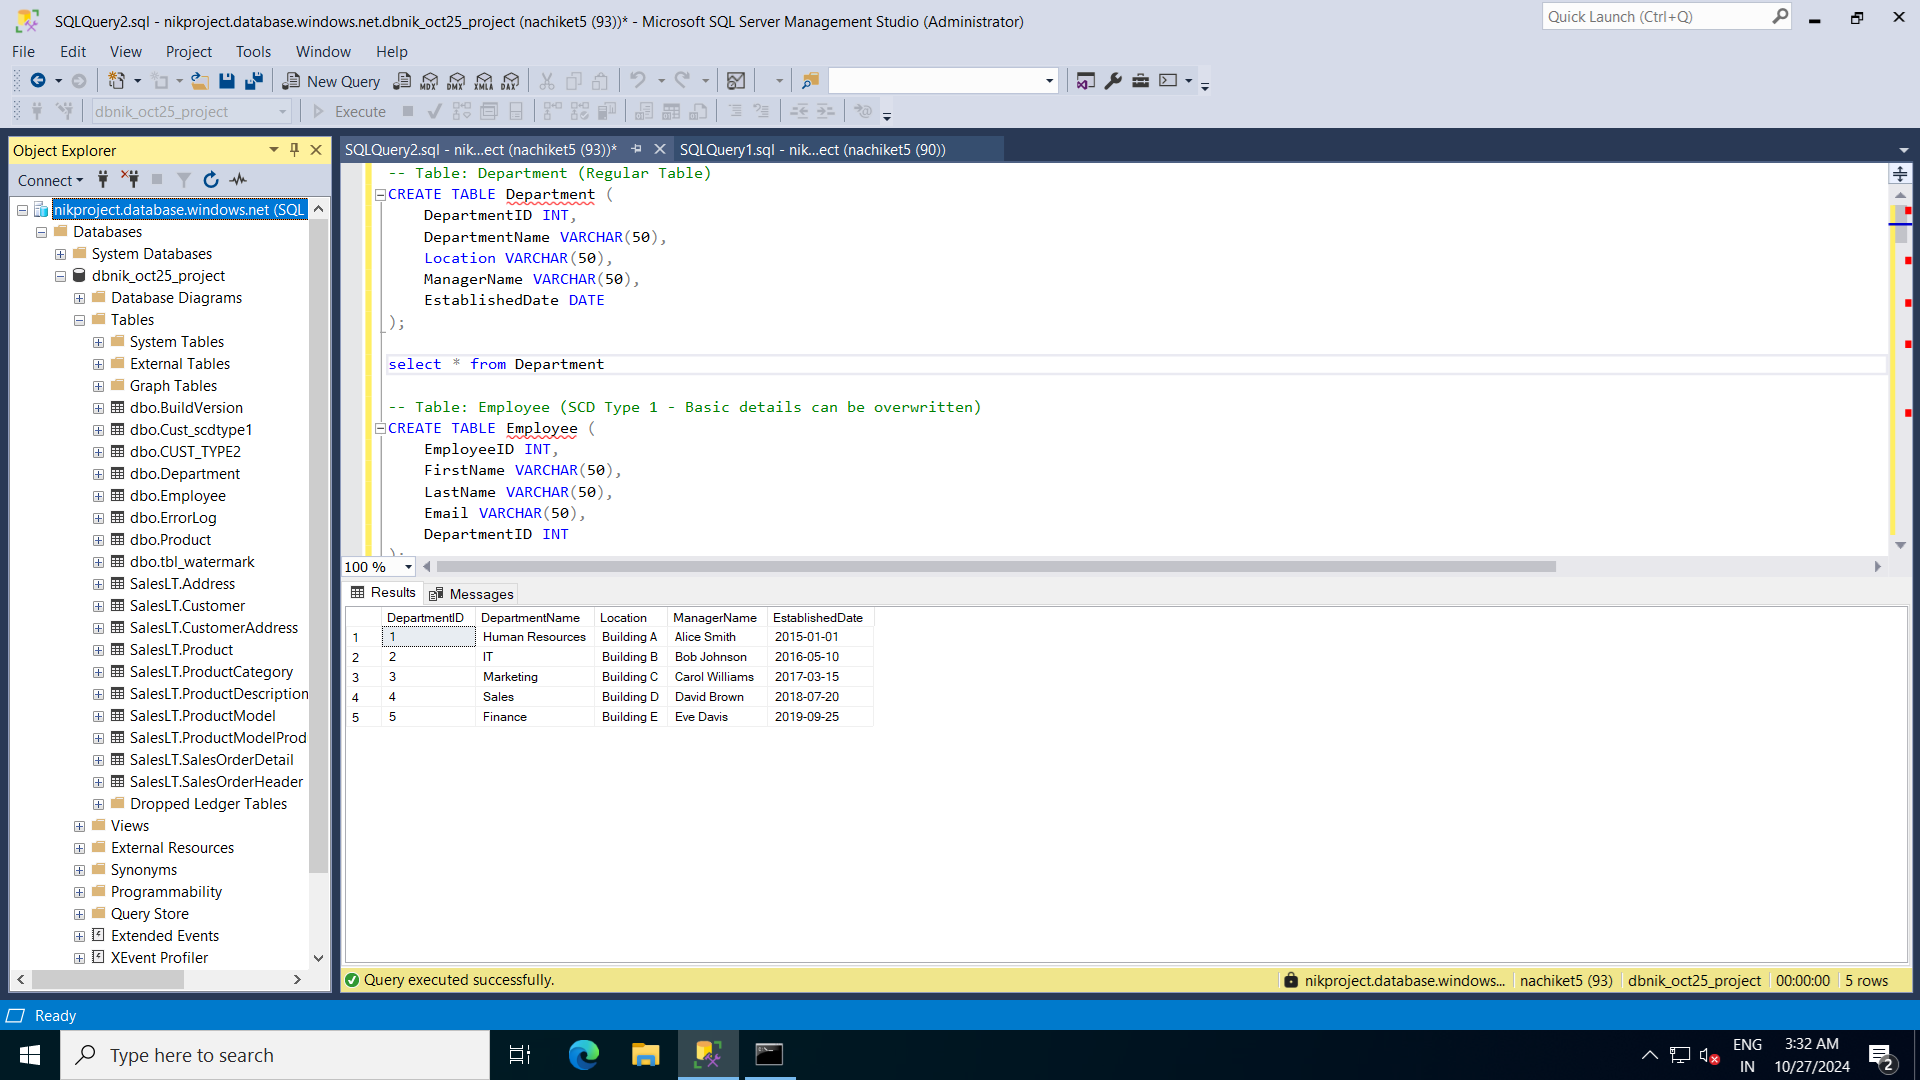 SQLQuery2.sql - nikproject.database.windows.net.dbnik_oct25_project (nachiket5 (93))* - Microsoft SQL Server Management Studio (Administrator)
Quick Launch (Ctrl+Q)
File Edit View Project Tools Window Help
New Query
MDX DMX XMLA DAX
dbnik_oct25_project
Execute
Object Explorer
Connect
nikproject.database.windows.net (SQL
Databases
System Databases
dbnik_oct25_project
Database Diagrams
Tables
System Tables
External Tables
Graph Tables
dbo.BuildVersion
dbo.Cust_scdtype1
dbo.CUST_TYPE2
dbo.Department
dbo.Employee
dbo.ErrorLog
dbo.Product
dbo.tbl_watermark
SalesLT.Address
SalesLT.Customer
SalesLT.CustomerAddress
SalesLT.Product
SalesLT.ProductCategory
SalesLT.ProductDescription
SalesLT.ProductModel
SalesLT.ProductModelProd
SalesLT.SalesOrderDetail
SalesLT.SalesOrderHeader
Dropped Ledger Tables
Views
External Resources
Synonyms
Programmability
Query Store
Extended Events
XEvent Profiler
SQLQuery2.sql - nik...ect (nachiket5 (93))*
SQLQuery1.sql - nik...ect (nachiket5 (90))
-- Table: Department (Regular Table)
CREATE TABLE Department (
DepartmentID INT,
DepartmentName VARCHAR(50),
Location VARCHAR(50),
ManagerName VARCHAR(50),
EstablishedDate DATE
);
select * from Department
-- Table: Employee (SCD Type 1 - Basic details can be overwritten)
CREATE TABLE Employee (
EmployeeID INT,
FirstName VARCHAR(50),
LastName VARCHAR(50),
Email VARCHAR(50),
DepartmentID INT
);
100 %
Results Messages
DepartmentID DepartmentName Location ManagerName EstablishedDate
1 1 Human Resources Building A Alice Smith 2015-01-01
2 2 IT Building B Bob Johnson 2016-05-10
3 3 Marketing Building C Carol Williams 2017-03-15
4 4 Sales Building D David Brown 2018-07-20
5 5 Finance Building E Eve Davis 2019-09-25
Query executed successfully.
nikproject.database.windows... nachiket5 (93) dbnik_oct25_project 00:00:00 5 rows
Ready
Type here to search
ENG
IN
3:32 AM
10/27/2024
2